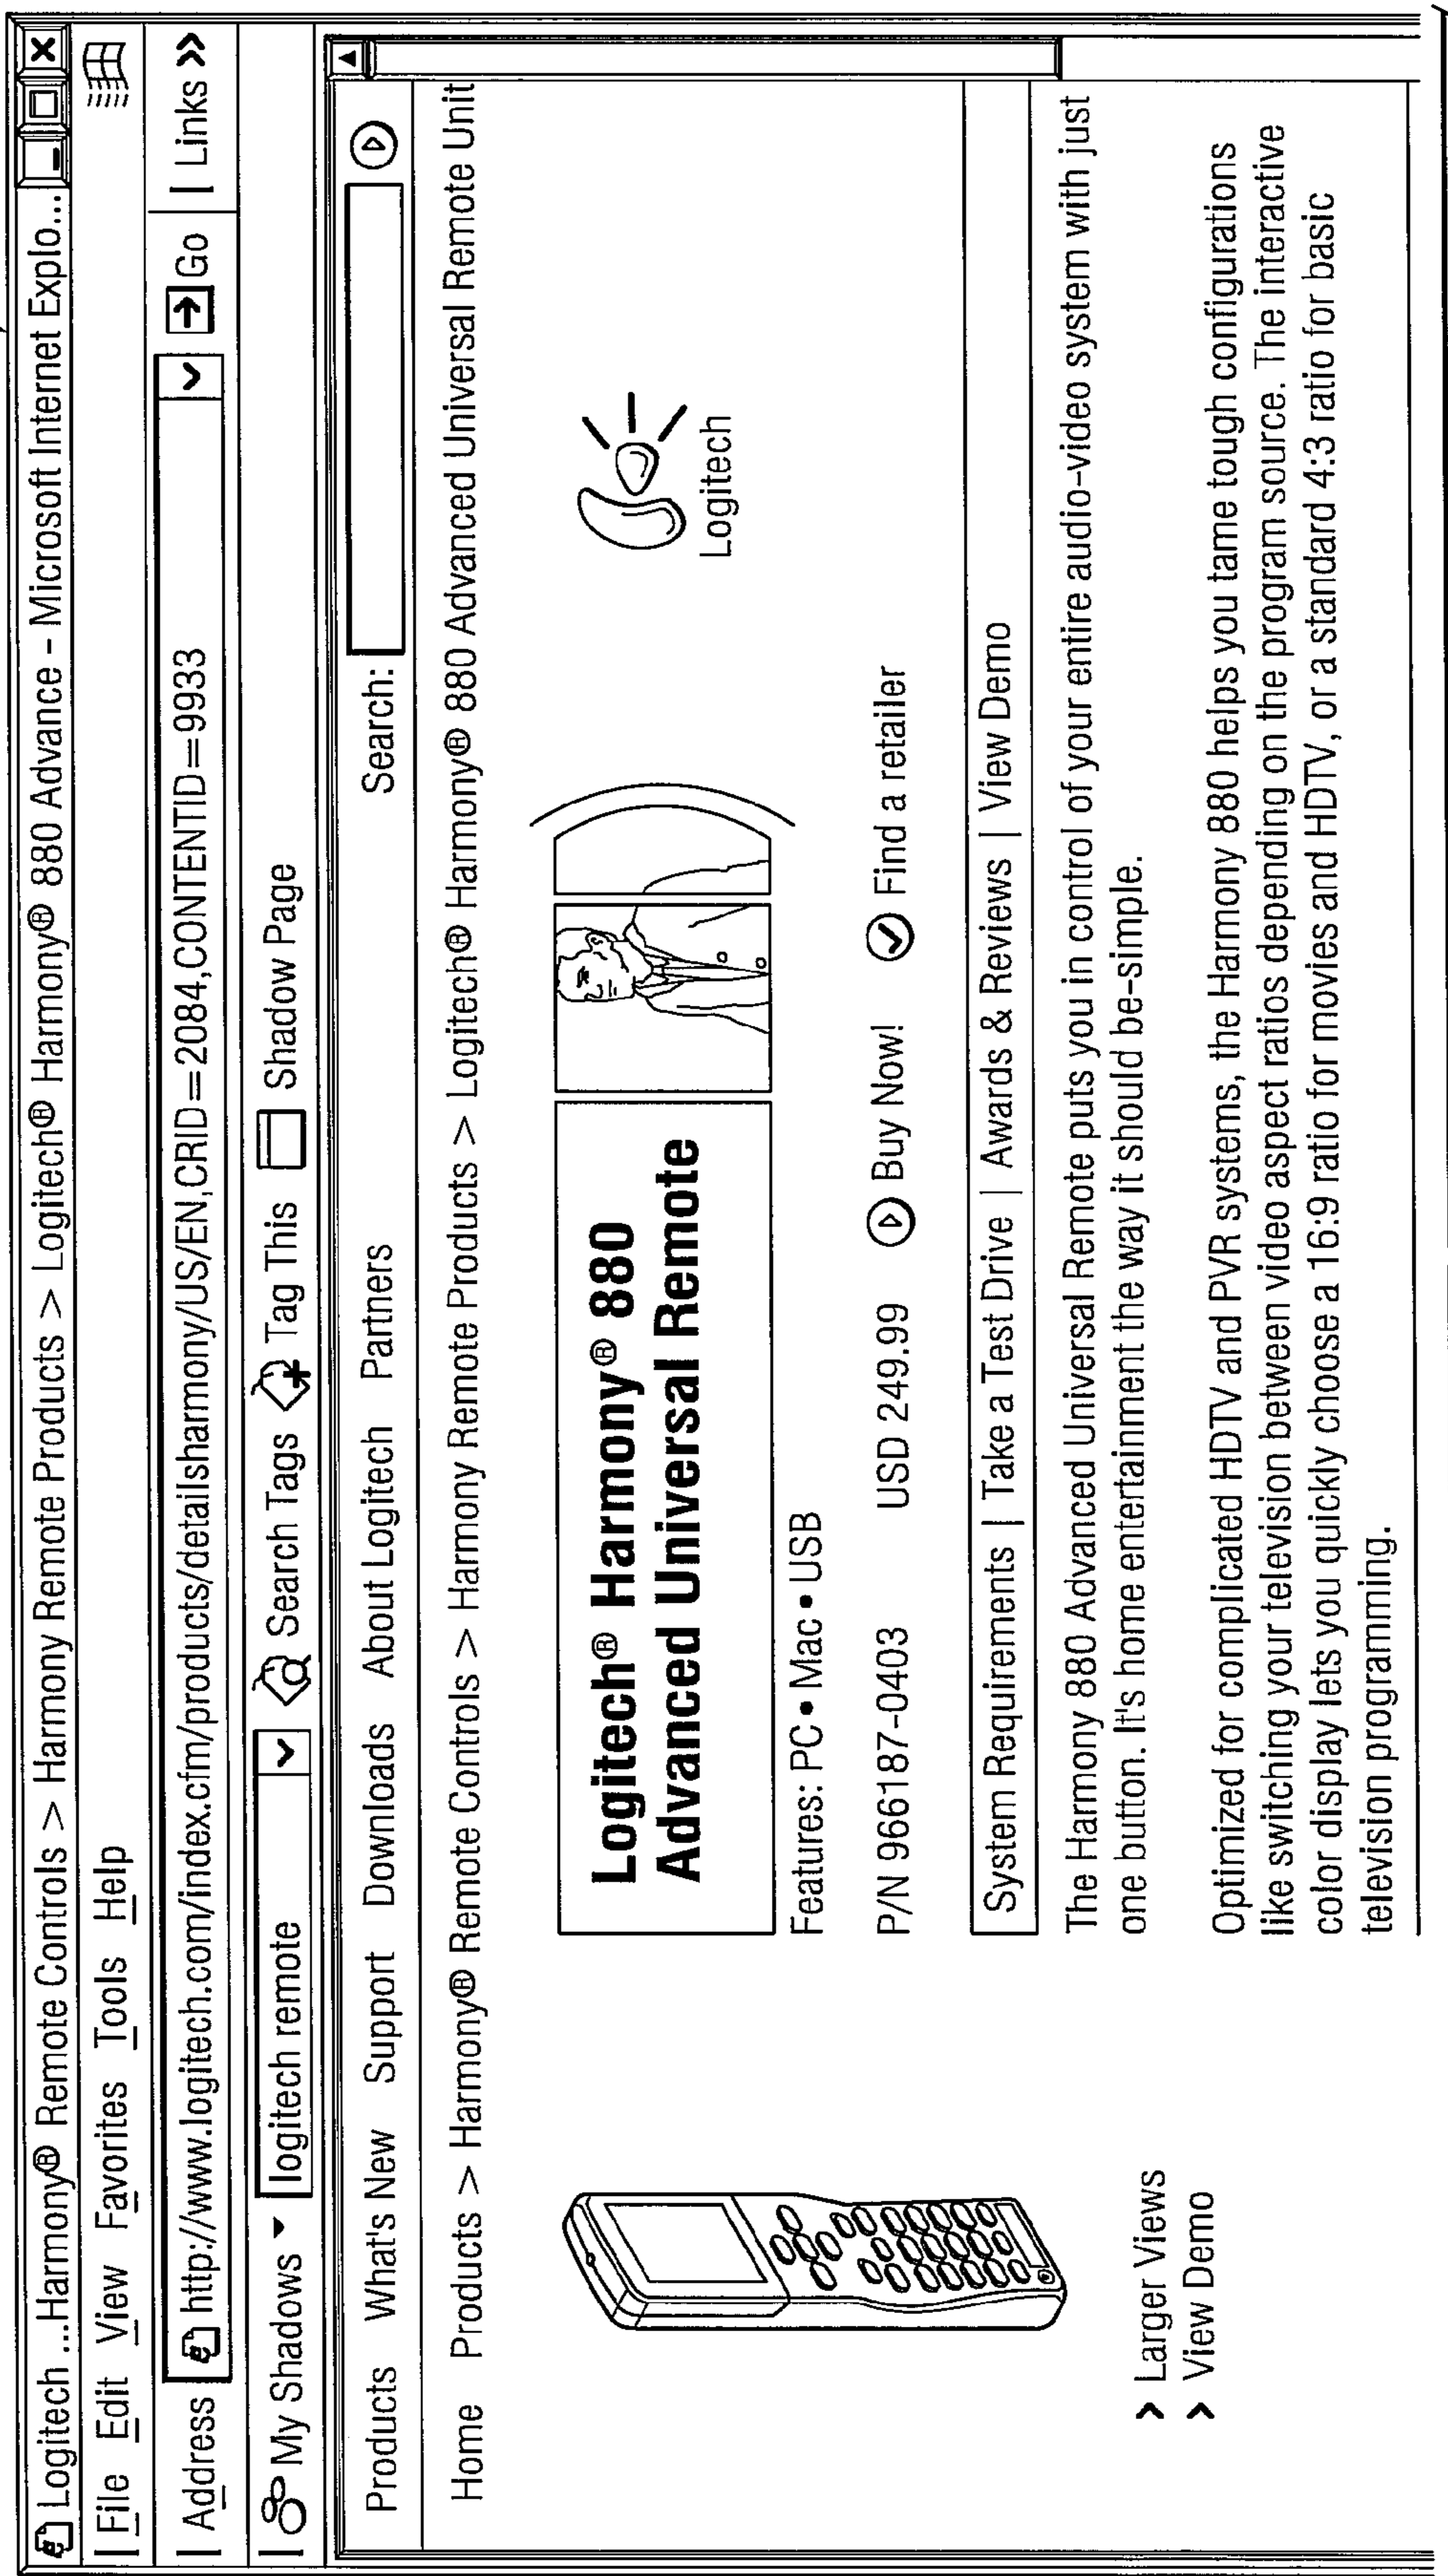 Logitech ...Harmony® Remote Controls > Harmony Remote Products > Logitech® Harmony® 880 Advance - Microsoft Internet Explo...
File Edit View Favorites Tools Help
Address http://www.logitech.com/index.cfm/products/detailsharmony/US/EN,CRID=2084,CONTENTID=9933 Go Links »
My Shadows logitech remote Search Tags Tag This Shadow Page
Products What's New Support Downloads About Logitech Partners Search:
Home Products > Harmony® Remote Controls > Harmony Remote Products > Logitech® Harmony® 880 Advanced Universal Remote Unit
Logitech® Harmony® 880
Advanced Universal Remote
Logitech
Features: PC • Mac • USB
P/N 966187-0403 USD 249.99 Buy Now! Find a retailer
System Requirements | Take a Test Drive | Awards & Reviews | View Demo
The Harmony 880 Advanced Universal Remote puts you in control of your entire audio-video system with just
one button. It's home entertainment the way it should be-simple.
Optimized for complicated HDTV and PVR systems, the Harmony 880 helps you tame tough configurations
like switching your television between video aspect ratios depending on the program source. The interactive
color display lets you quickly choose a 16:9 ratio for movies and HDTV, or a standard 4:3 ratio for basic
television programming.
> Larger Views
> View Demo